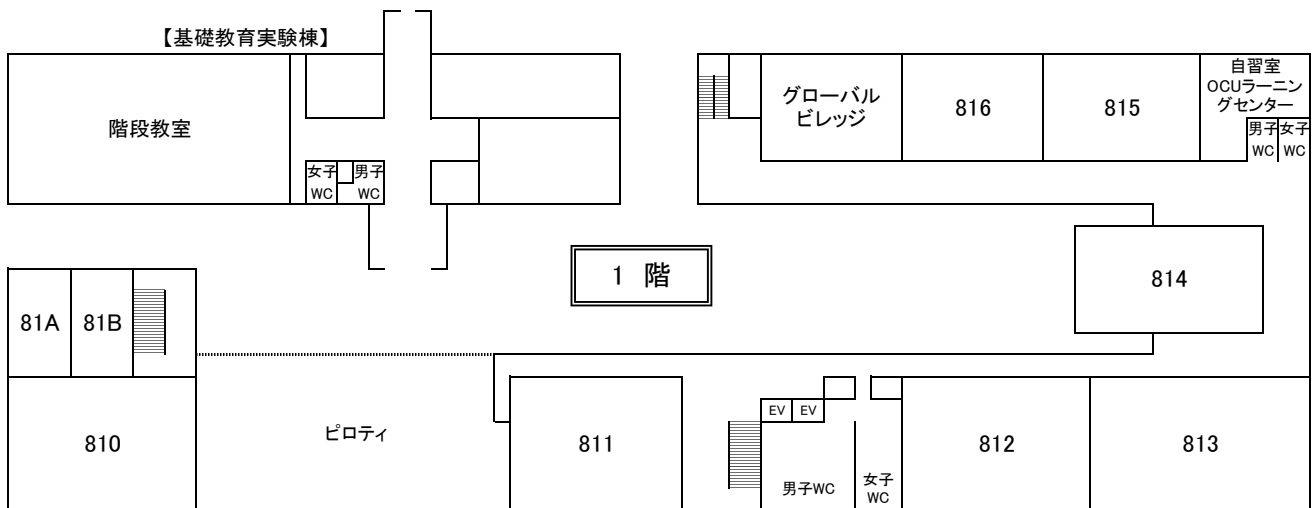 【基礎教育実験棟】
階段教室
女子
WC
男子
WC
グローバル
ビレッジ
816
815
自習室
OCUラーニン
グセンター
男子
WC
女子
WC
1 階
814
81A
81B
810
ピロティ
811
EV
EV
男子WC
女子
WC
812
813